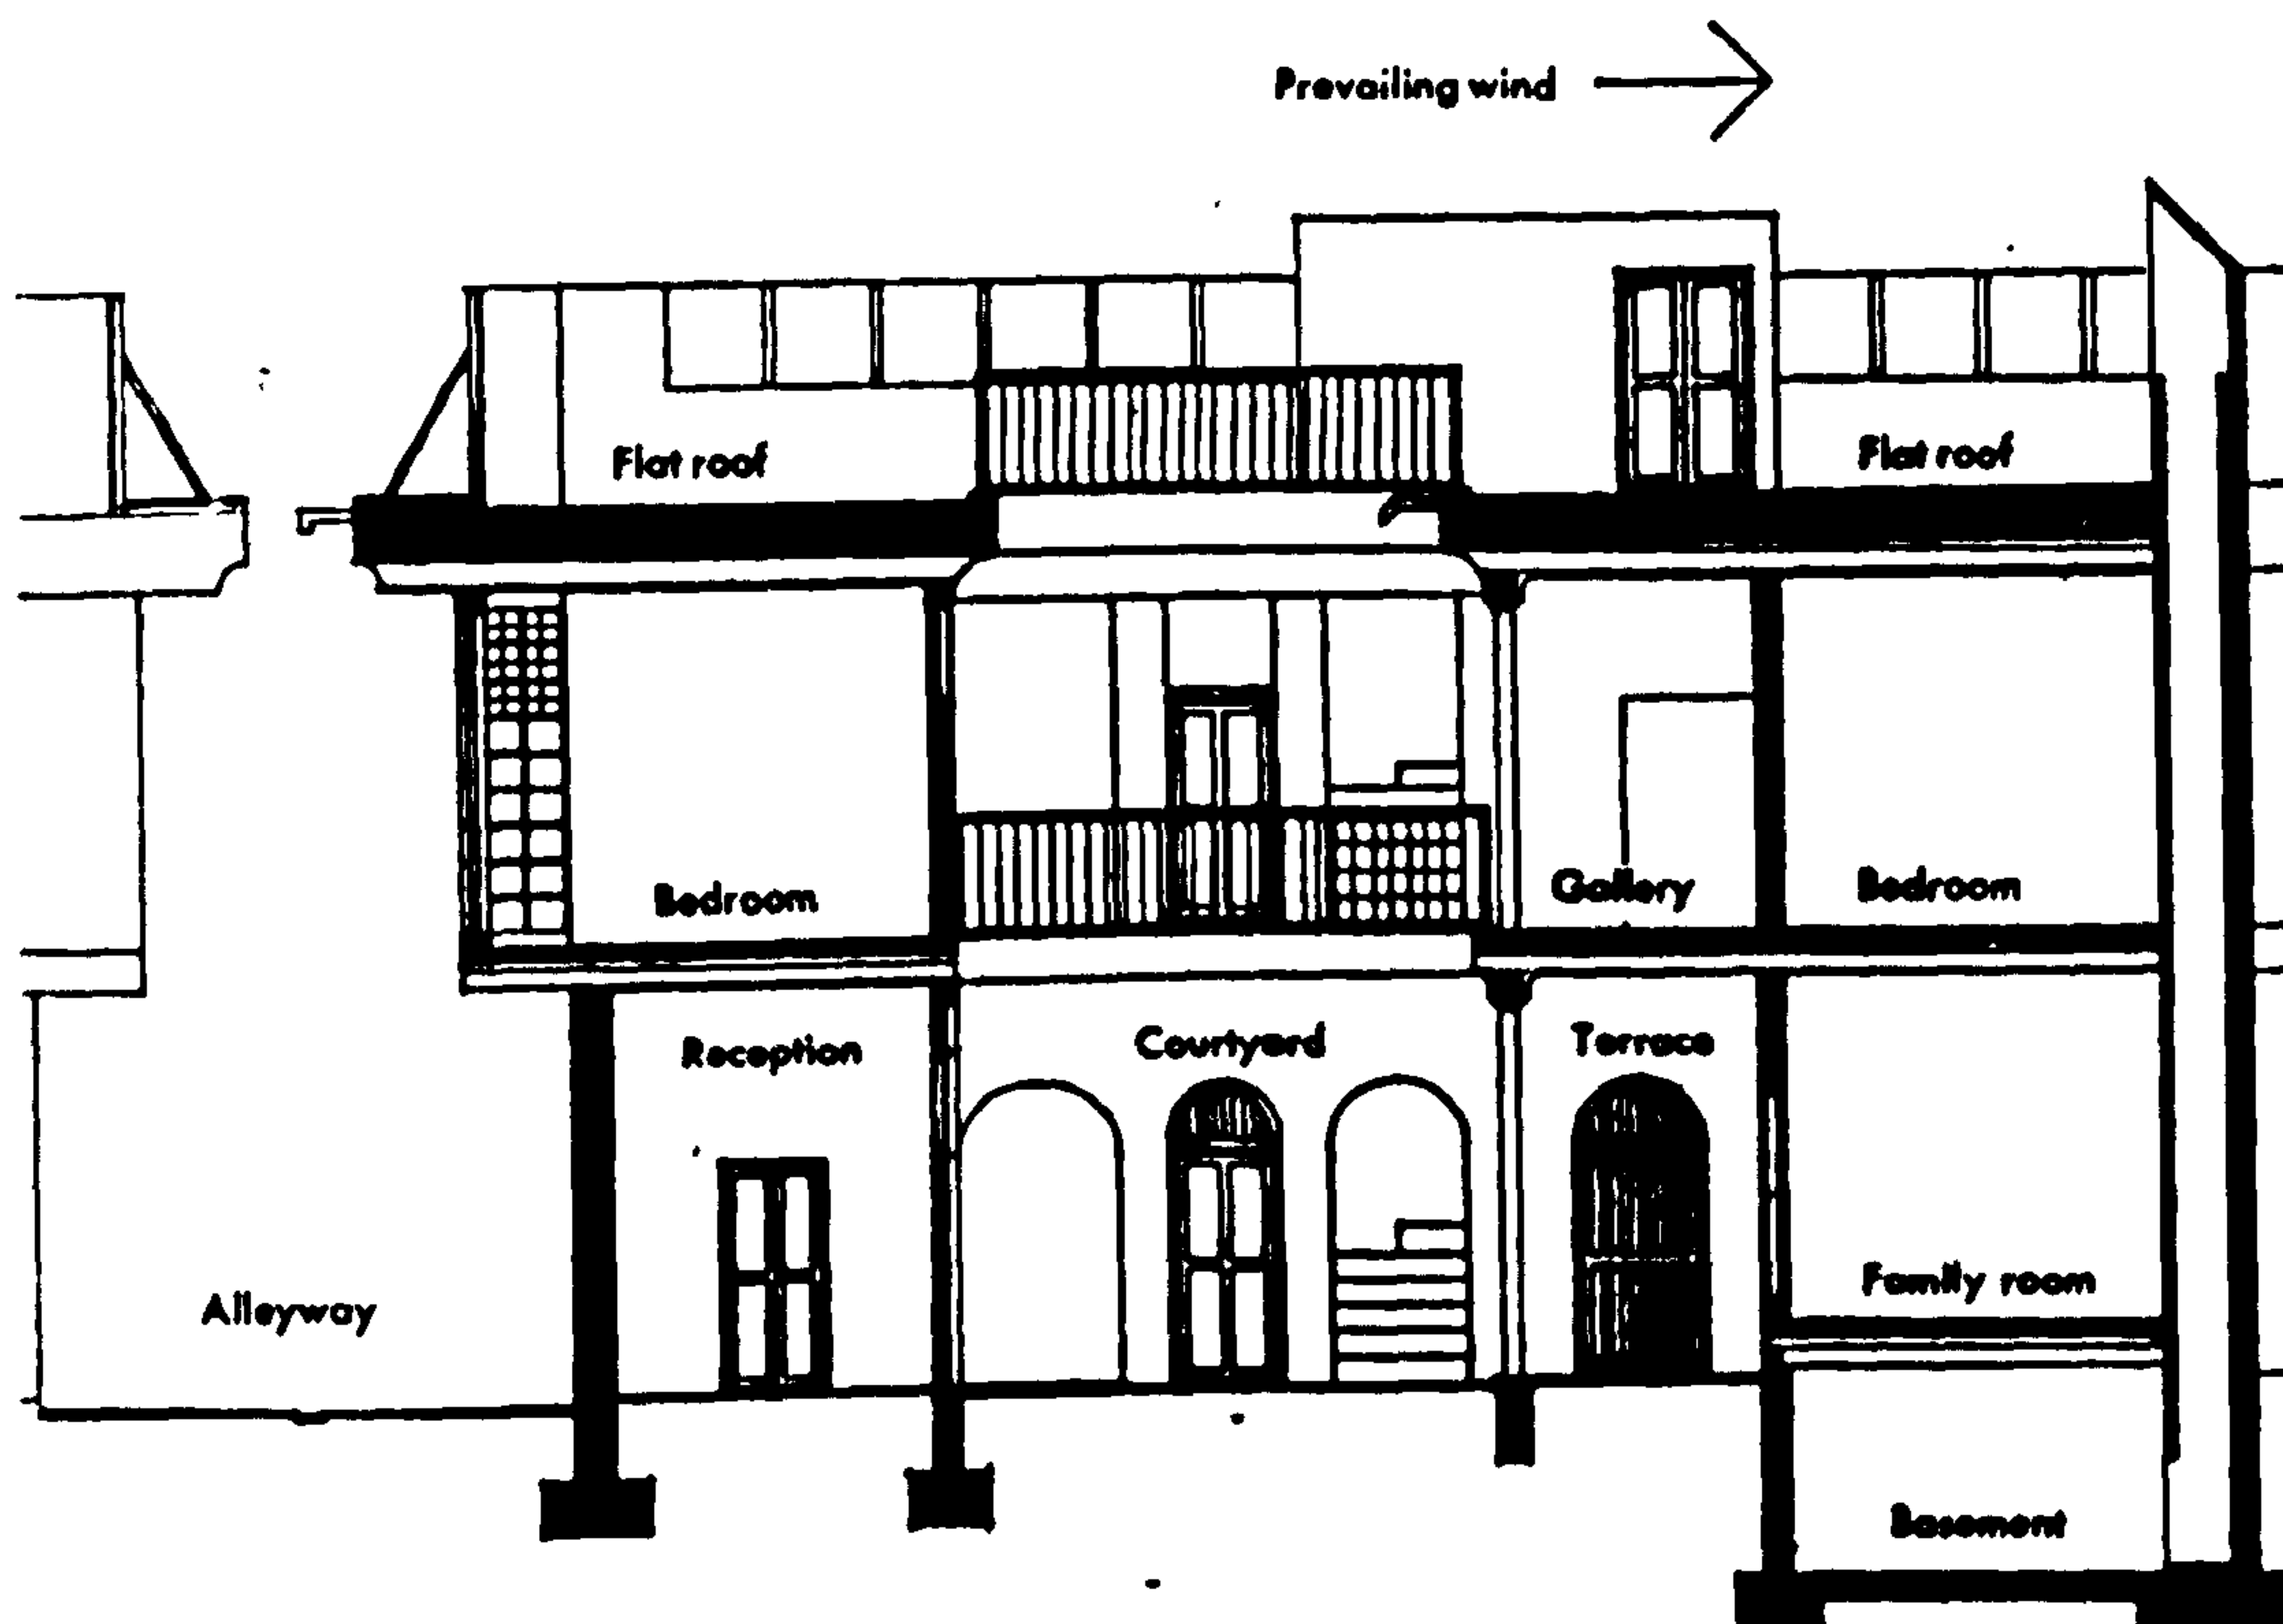 Prevailing wind
Flat roof
Flat roof
Bedroom
Gallery
Bedroom
Reception
Courtyard
Terrace
Alleyway
Family room
Basement